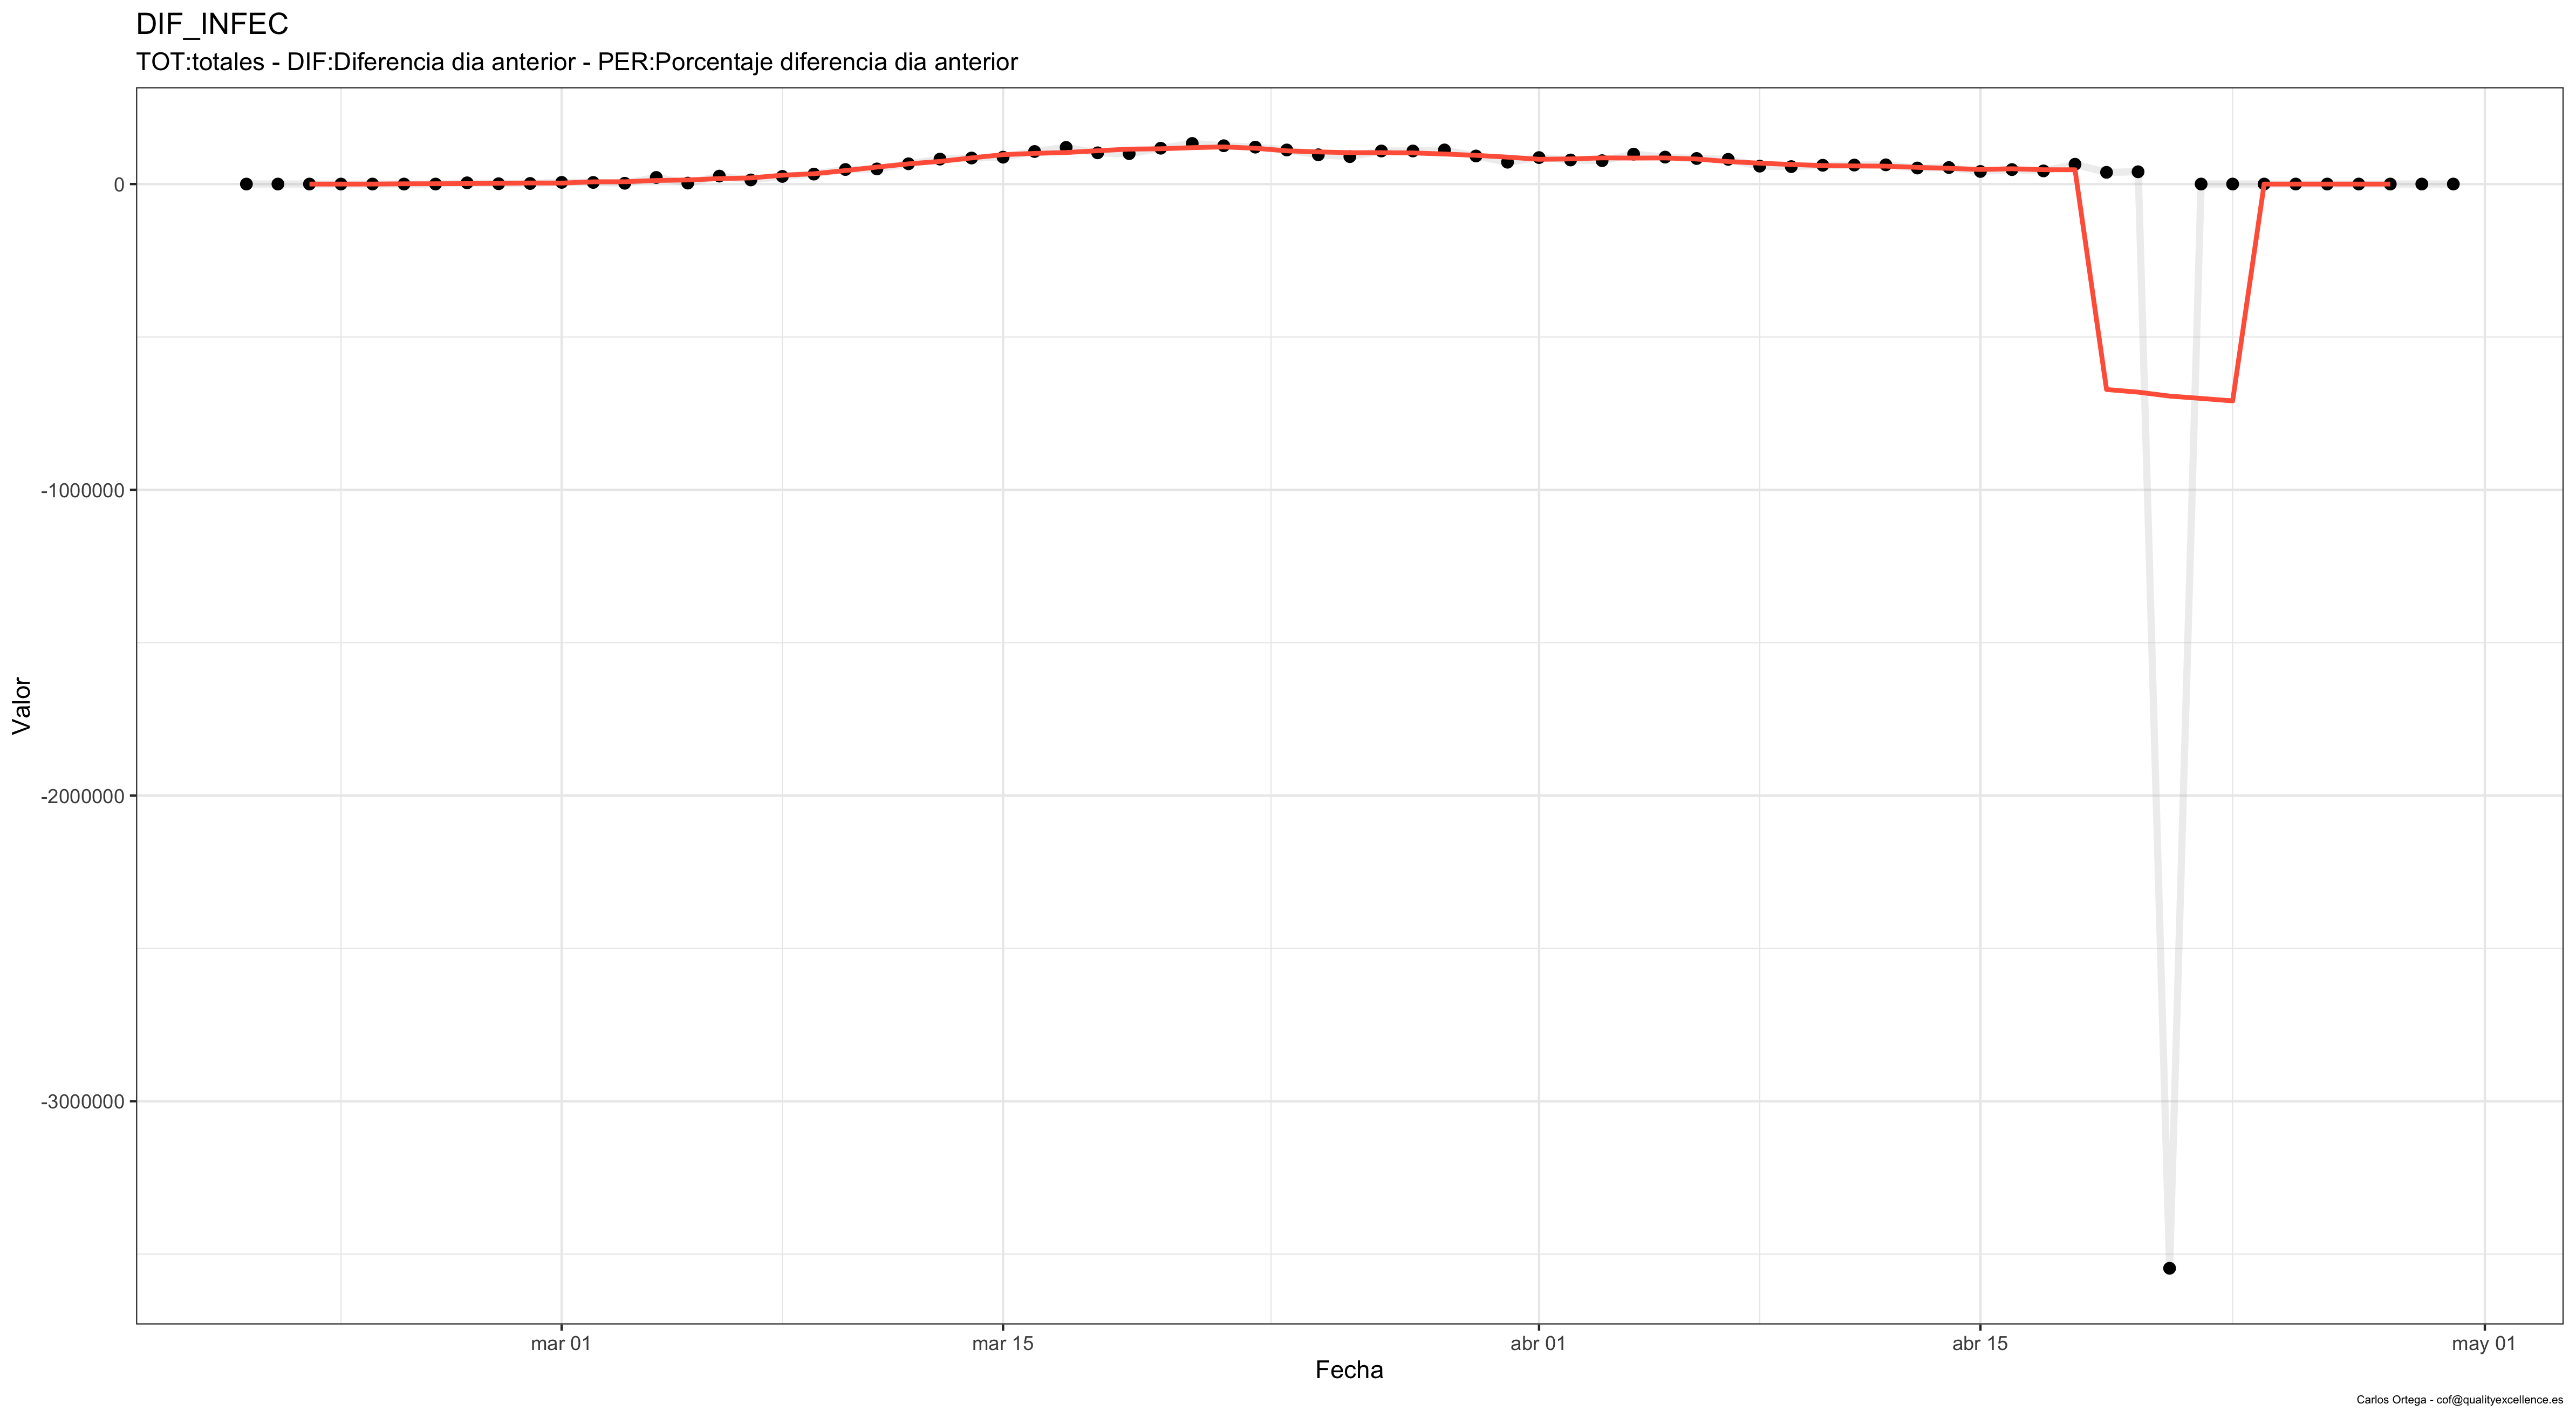 DIF_INFEC
TOT:totales - DIF:Diferencia dia anterior - PER:Porcentaje diferencia dia anterior
Valor
0
-1000000
-2000000
-3000000
mar 01
mar 15
abr 01
abr 15
may 01
Fecha
Carlos Ortega - cof@qualityexcellence.es